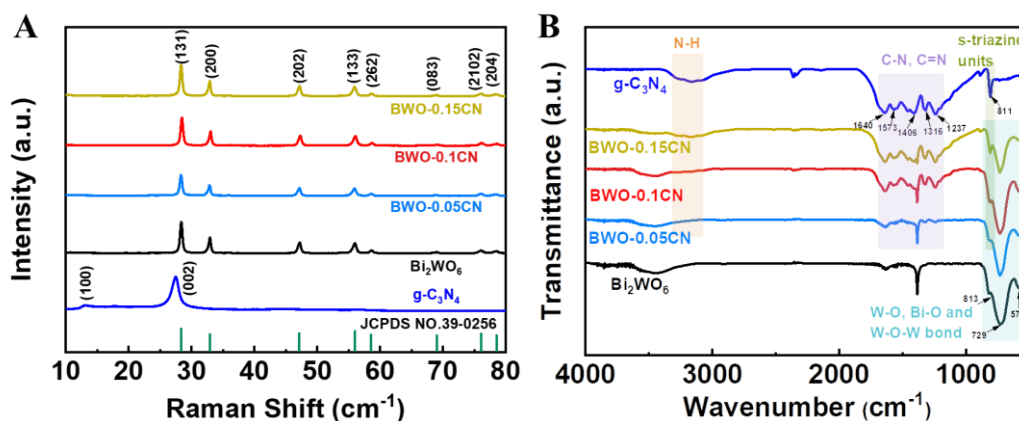 A
Intensity (a.u.)
(131)
(200)
(202)
(133)
(262)
(083)
(2102)
(204)
BWO-0.15CN
BWO-0.1CN
BWO-0.05CN
Bi₂WO₆
(100)
(002)
g-C₃N₄
JCPDS NO.39-0256
10 20 30 40 50 60 70 80
Raman Shift (cm⁻¹)
B
Transmittance (a.u.)
N-H
C-N, C=N
s-triazine
units
g-C₃N₄
1640
1573
1406
1316
1237
811
BWO-0.15CN
BWO-0.1CN
BWO-0.05CN
Bi₂WO₆
W-O, Bi-O and
W-O-W bond
813
729
4000 3000 2000 1000
Wavenumber (cm⁻¹)